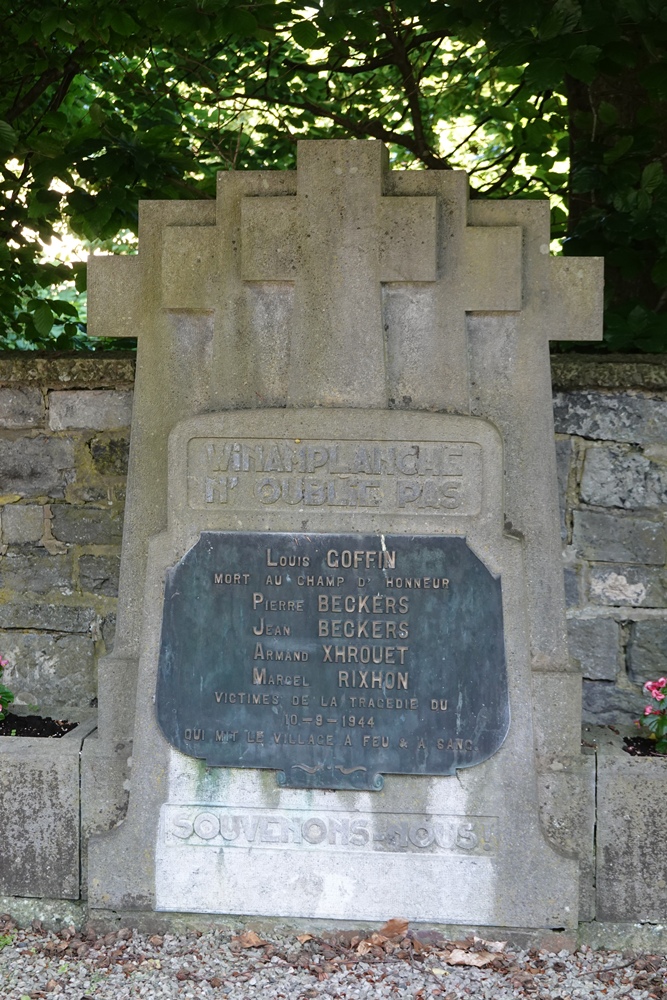 WINAMPLANCHE
N'OUBLIE PAS
Louis GOFFIN
MORT AU CHAMP D'HONNEUR
Pierre BECKERS
Jean BECKERS
Armand XHROUET
Marcel RIXHON
VICTIMES DE LA TRAGEDIE DU
10-9-1944
QUI MIT LE VILLAGE A FEU & A SANG
SOUVENONS-NOUS